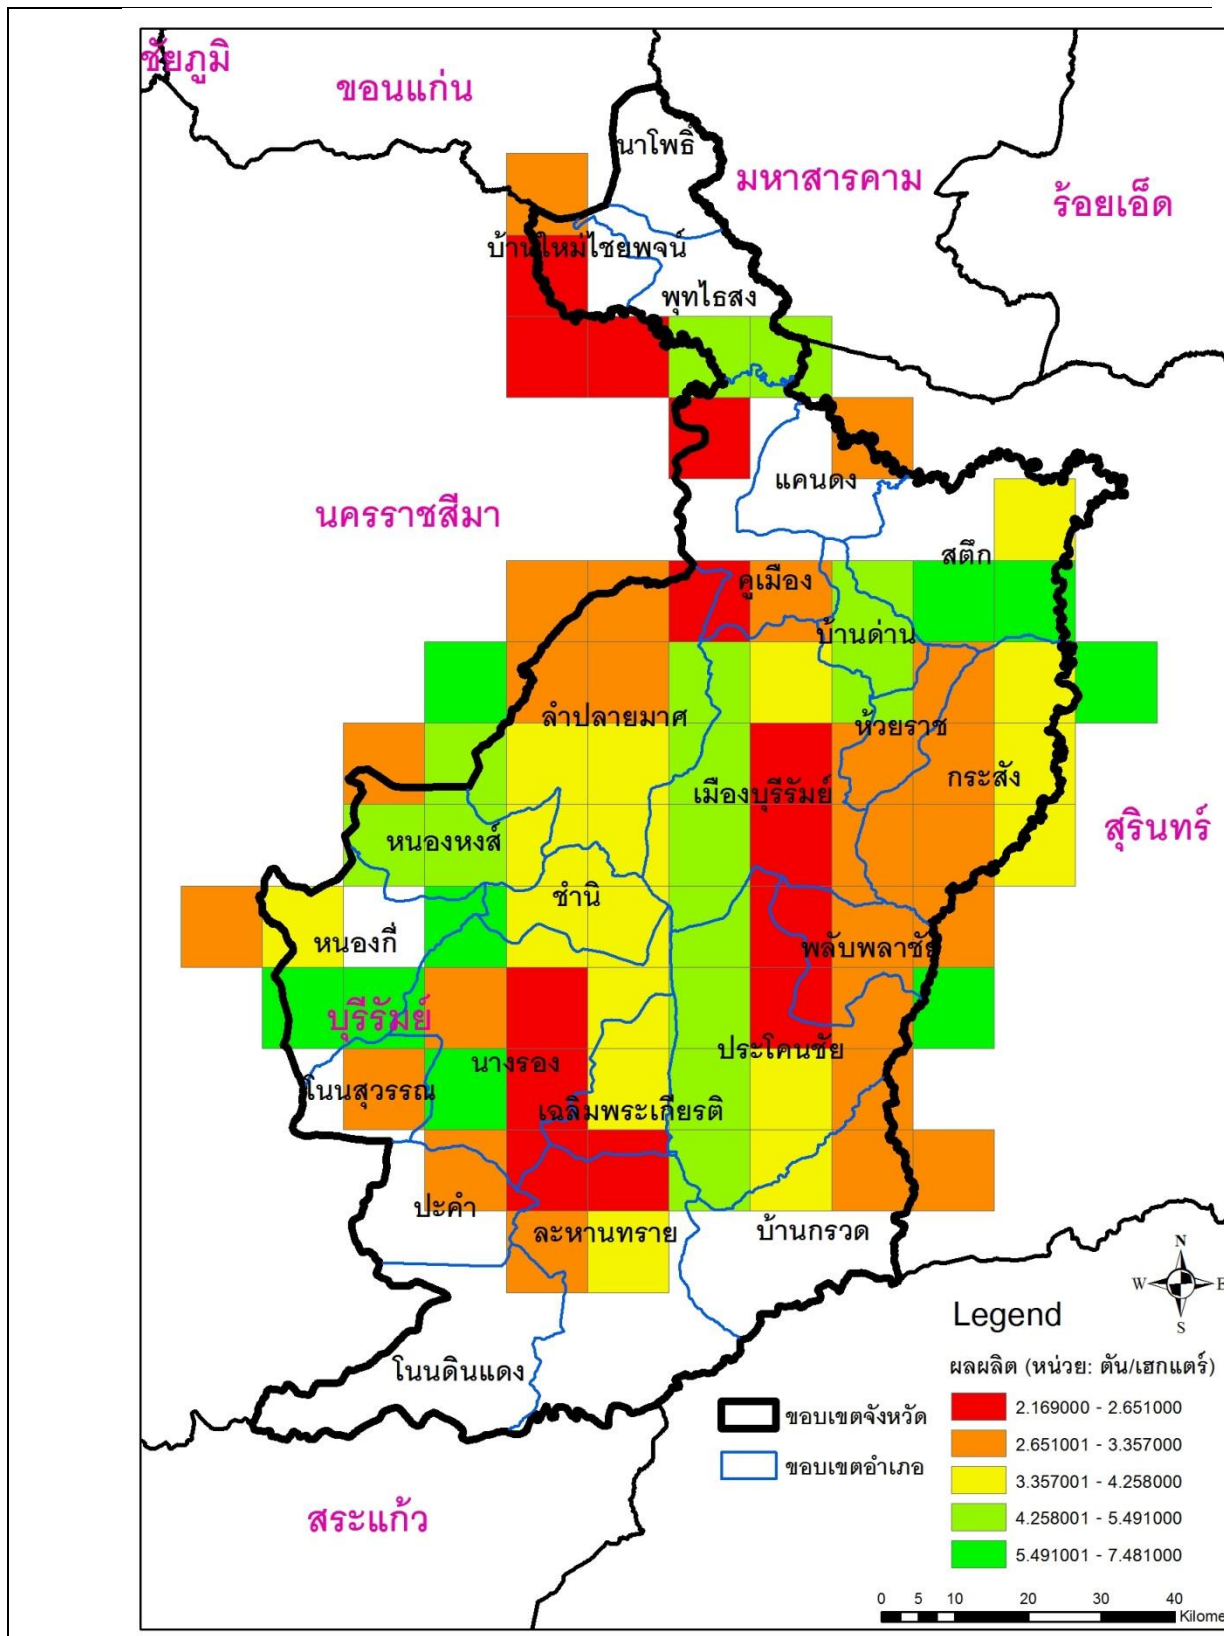 ชัยภูมิ
ขอนแก่น
นาโพธิ์
มหาสารคาม
ร้อยเอ็ด
บ้านใหม่ไชยพจน์
พุทไธสง
แคนดง
นครราชสีมา
สตึก
คูเมือง
บ้านด่าน
ลำปลายมาศ
ห้วยราช
กระสัง
เมืองบุรีรัมย์
สุรินทร์
หนองหงส์
ชำนิ
หนองกี่
พลับพลาชัย
บุรีรัมย์
ประโคนชัย
นางรอง
โนนสุวรรณ
เฉลิมพระเกียรติ
ปะคำ
ละหานทราย
บ้านกรวด
โนนดินแดง
สระแก้ว
N
W E
S
Legend
ผลผลิต (หน่วย: ตัน/เฮกแตร์)
2.169000 - 2.651000
2.651001 - 3.357000
3.357001 - 4.258000
4.258001 - 5.491000
5.491001 - 7.481000
ขอบเขตจังหวัด
ขอบเขตอำเภอ
0 5 10 20 30 40
Kilome